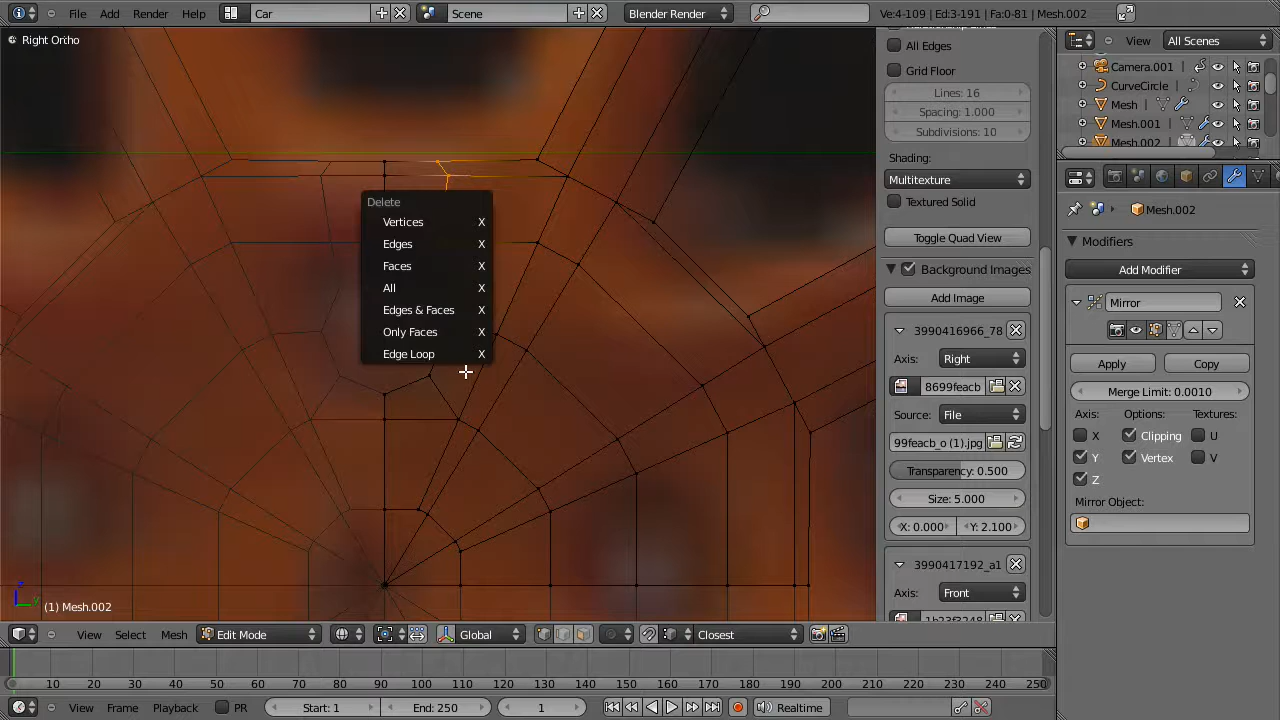 File Add Render Help Car Scene Blender Render Ve:4-109 | Ed:3-191 | Fa:0-81 | Mesh.002
Right Ortho
Delete
Vertices X
Edges X
Faces X
All X
Edges & Faces X
Only Faces X
Edge Loop X
(1) Mesh.002
All Edges
Grid Floor
Lines: 16
Spacing: 1.000
Subdivisions: 10
Shading:
Multitexture
Textured Solid
Toggle Quad View
Background Images
Add Image
3990416966_78
Axis: Right
8699feacb
Source: File
99feacb_o (1).jpg
Transparency: 0.500
Size: 5.000
X: 0.000 Y: 2.100
3990417192_a1
Axis: Front
View All Scenes
Camera.001
CurveCircle
Mesh
Mesh.001
Mesh.002
Mesh.002
Modifiers
Add Modifier
Mirror
Apply Copy
Merge Limit: 0.0010
Axis: Options: Textures:
X Clipping U
Y Vertex V
Z
Mirror Object:
View Select Mesh Edit Mode Global Closest
10 20 30 40 50 60 70 80 90 100 110 120 130 140 150 160 170 180 190 200 210 220 230 240 250
View Frame Playback PR Start: 1 End: 250 1 Realtime